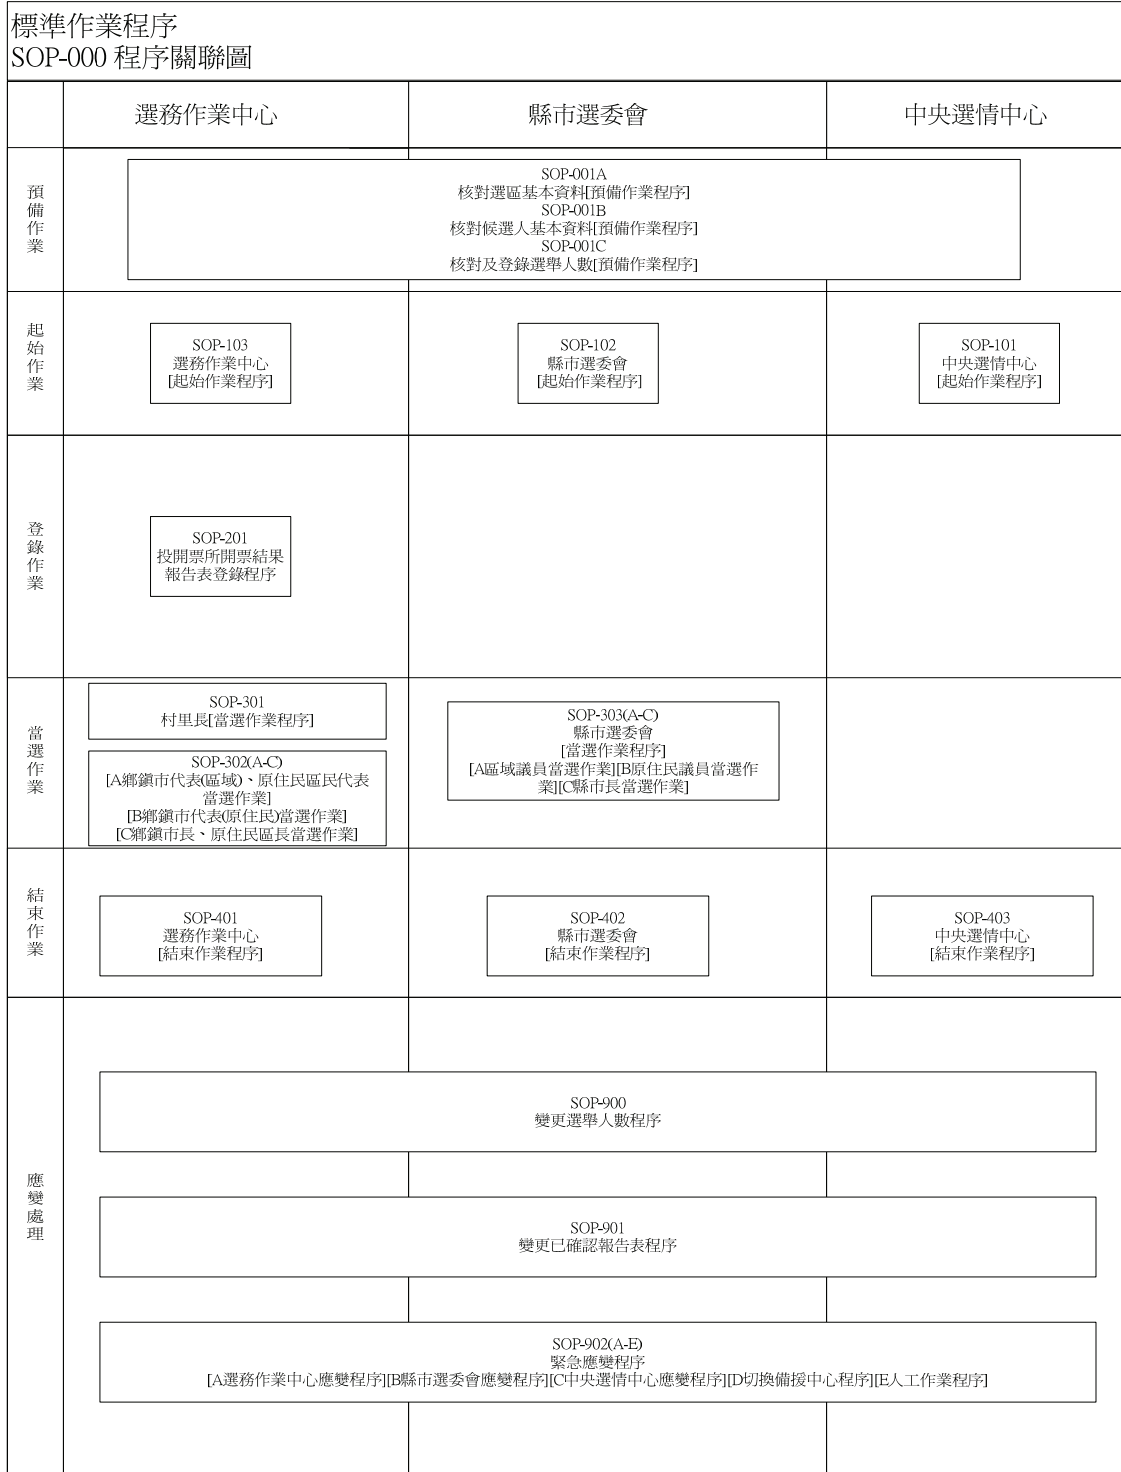 標準作業程序
SOP-000 程序關聯圖
選務作業中心
縣市選委會
中央選情中心
預備作業
SOP-001A
核對選區基本資料[預備作業程序]
SOP-001B
核對候選人基本資料[預備作業程序]
SOP-001C
核對及登錄選舉人數[預備作業程序]
起始作業
SOP-103
選務作業中心
[起始作業程序]
SOP-102
縣市選委會
[起始作業程序]
SOP-101
中央選情中心
[起始作業程序]
登錄作業
SOP-201
投開票所開票結果
報告表登錄程序
當選作業
SOP-301
村里長[當選作業程序]
SOP-302(A-C)
[A鄉鎮市代表(區域)、原住民區民代表
當選作業]
[B鄉鎮市代表(原住民)當選作業]
[C鄉鎮市長、原住民區長當選作業]
SOP-303(A-C)
縣市選委會
[當選作業程序]
[A區域議員當選作業][B原住民議員當選作
業][C縣市長當選作業]
結束作業
SOP-401
選務作業中心
[結束作業程序]
SOP-402
縣市選委會
[結束作業程序]
SOP-403
中央選情中心
[結束作業程序]
應變處理
SOP-900
變更選舉人數程序
SOP-901
變更已確認報告表程序
SOP-902(A-E)
緊急應變程序
[A選務作業中心應變程序][B縣市選委會應變程序][C中央選情中心應變程序][D切換備援中心程序][E人工作業程序]